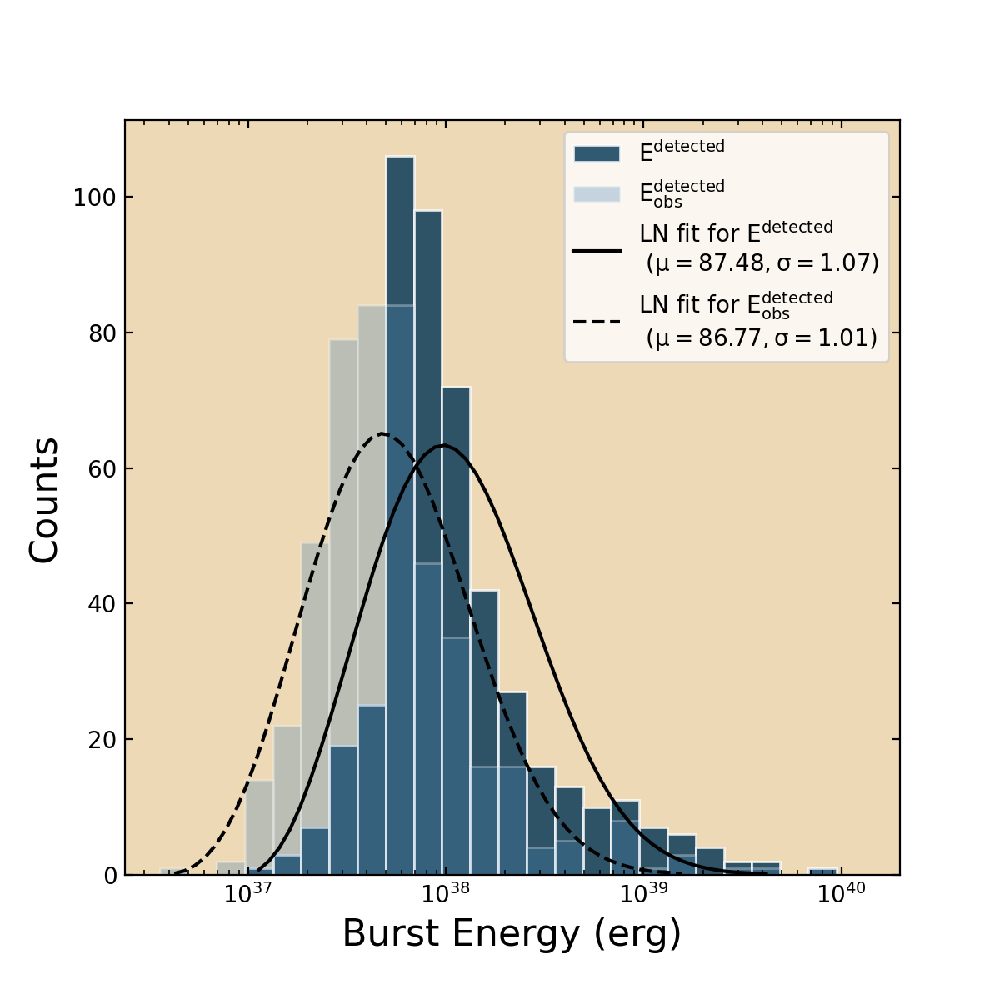 E^detected
E_obs^detected
LN fit for E^detected
(μ = 87.48, σ = 1.07)
LN fit for E_obs^detected
(μ = 86.77, σ = 1.01)
100
80
60
40
20
0
Counts
10^37 10^38 10^39 10^40
Burst Energy (erg)